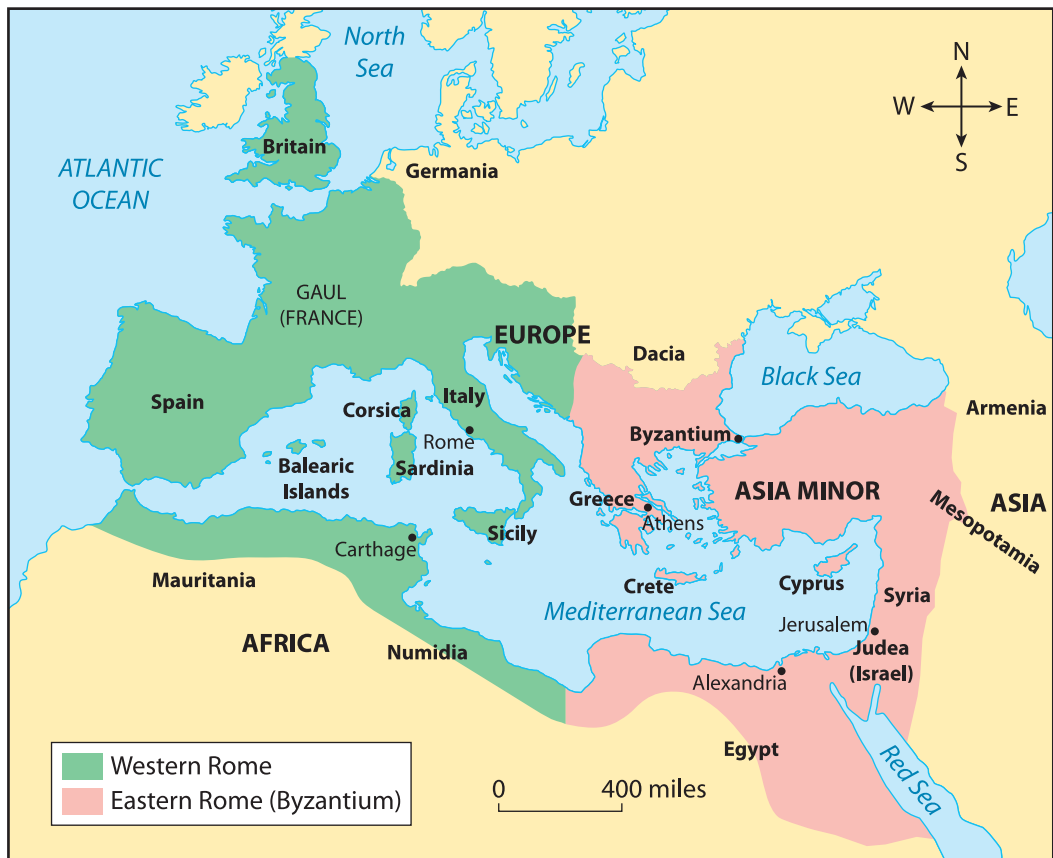 North
Sea
N
W
E
S
Britain
ATLANTIC
OCEAN
Germania
GAUL
(FRANCE)
EUROPE
Dacia
Black Sea
Spain
Corsica
Italy
Armenia
Rome
Byzantium
Balearic
Islands
Sardinia
ASIA MINOR
ASIA
Mesopotamia
Greece
Athens
Sicily
Carthage
Mauritania
Crete
Cyprus
Syria
Mediterranean Sea
Jerusalem
Judea
(Israel)
AFRICA
Numidia
Alexandria
Egypt
Red Sea
Western Rome
Eastern Rome (Byzantium)
0
400 miles